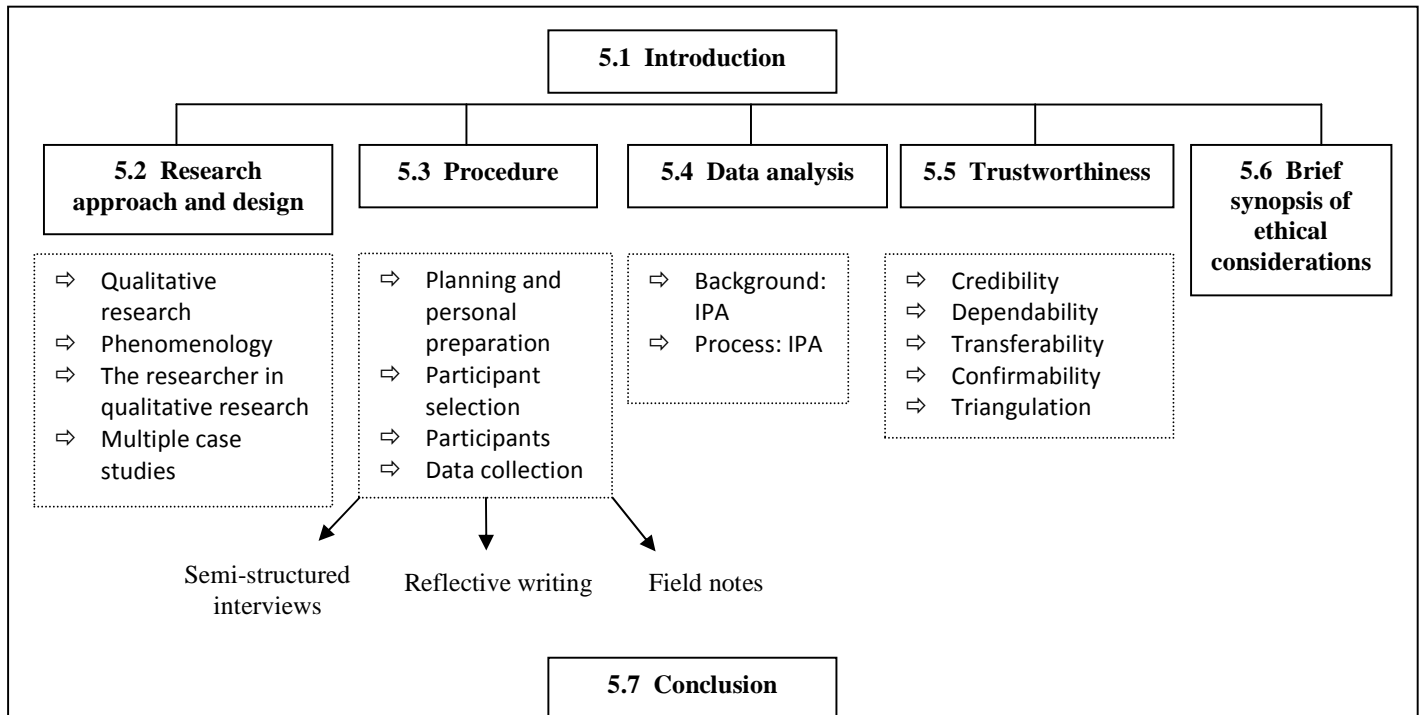 5.1 Introduction
5.2 Research
approach and design
5.3 Procedure
5.4 Data analysis
5.5 Trustworthiness
5.6 Brief
synopsis of
ethical
considerations
⇨ Qualitative
research
⇨ Phenomenology
⇨ The researcher in
qualitative research
⇨ Multiple case
studies
⇨ Planning and
personal
preparation
⇨ Participant
selection
⇨ Participants
⇨ Data collection
⇨ Background:
IPA
⇨ Process: IPA
⇨ Credibility
⇨ Dependability
⇨ Transferability
⇨ Confirmability
⇨ Triangulation
Semi-structured
interviews
Reflective writing
Field notes
5.7 Conclusion